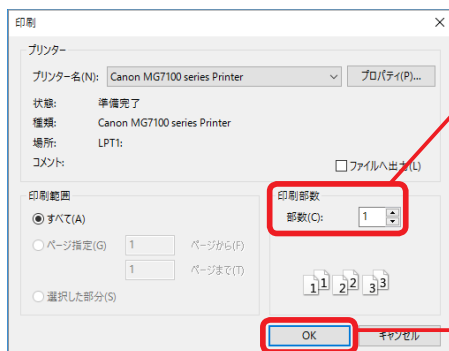 印刷
プリンター
プリンター名(N): Canon MG7100 series Printer プロパティ(P)...
状態: 準備完了
種類: Canon MG7100 series Printer
場所: LPT1:
コメント: ファイルへ出力(L)
印刷範囲
すべて(A)
ページ指定(G) 1 ページから(F)
1 ページまで(T)
選択した部分(S)
印刷部数
部数(C): 1
1 1 2 2 3 3
OK キャンセル